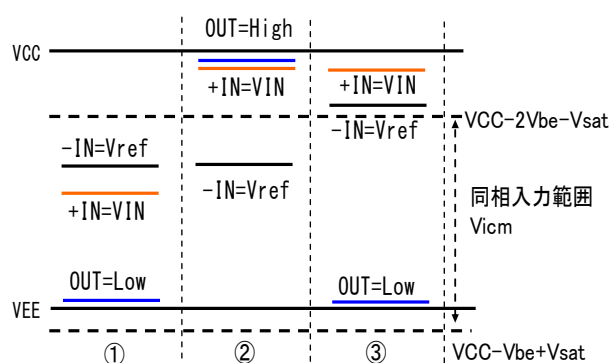 OUT=High
VCC
+IN=VIN
+IN=VIN
VCC-2Vbe-Vsat
-IN=Vref
-IN=Vref
-IN=Vref
+IN=VIN
同相入力範囲
Vicm
OUT=Low
OUT=Low
VEE
VCC-Vbe+Vsat
① ② ③